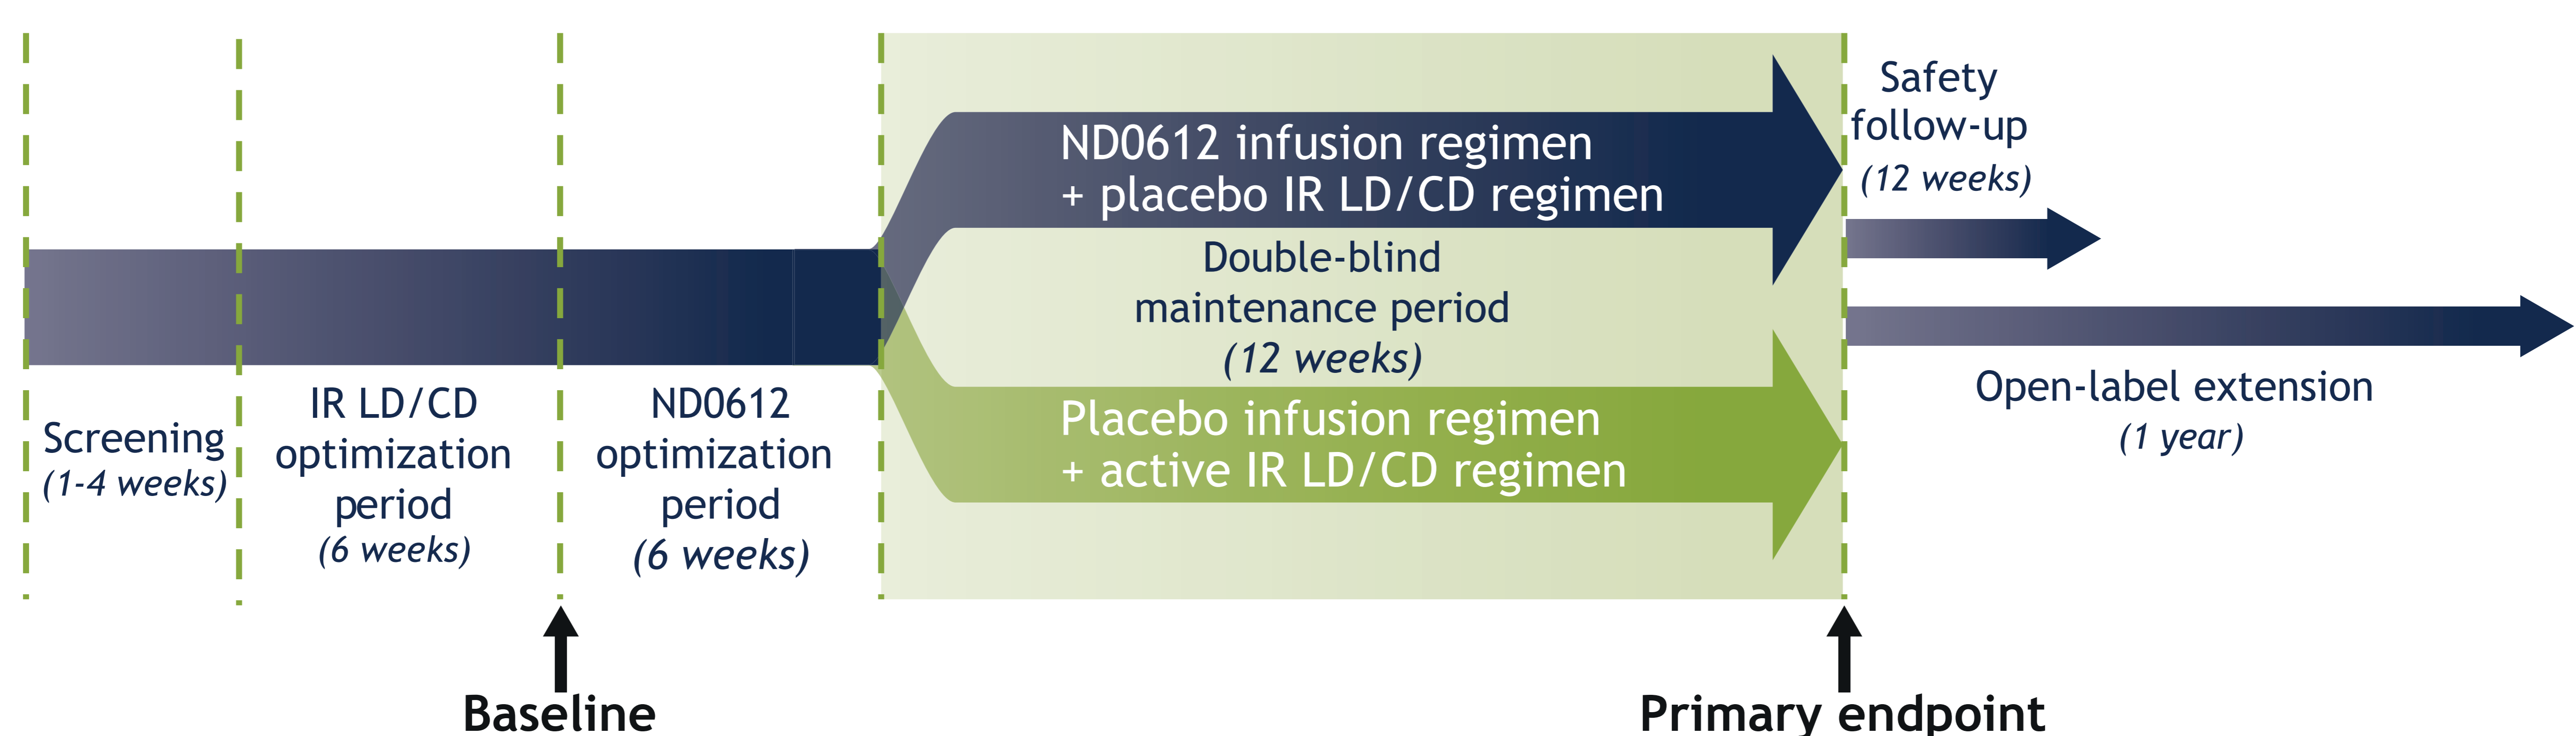 Screening
(1-4 weeks)
IR LD/CD
optimization
period
(6 weeks)
ND0612
optimization
period
(6 weeks)
ND0612 infusion regimen
+ placebo IR LD/CD regimen
Double-blind
maintenance period
(12 weeks)
Placebo infusion regimen
+ active IR LD/CD regimen
Safety
follow-up
(12 weeks)
Open-label extension
(1 year)
Baseline
Primary endpoint